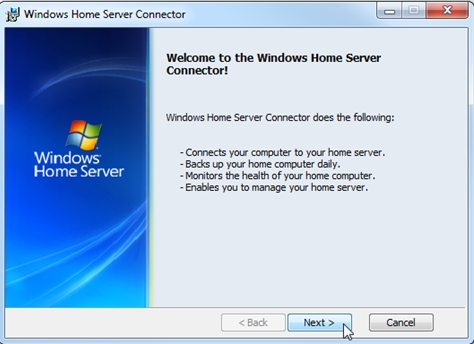 Windows Home Server Connector
Welcome to the Windows Home Server
Connector!
Windows Home Server Connector does the following:
- Connects your computer to your home server.
- Backs up your home computer daily.
- Monitors the health of your home computer.
- Enables you to manage your home server.
Windows
Home Server
< Back
Next >
Cancel